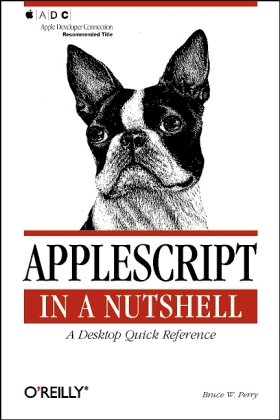 ADC
Apple Developer Connection
Recommended Title
APPLESCRIPT
IN A NUTSHELL
A Desktop Quick Reference
O'REILLY®
Bruce W. Perry